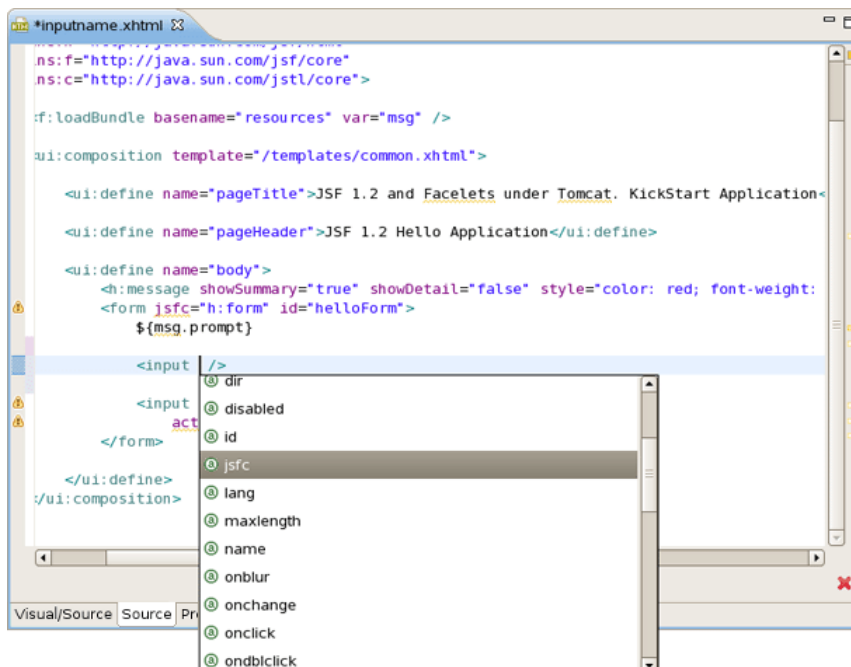 *inputname.xhtml
ns:f="http://java.sun.com/jsf/core"
ns:c="http://java.sun.com/jstl/core">
f:loadBundle basename="resources" var="msg" />
ui:composition template="/templates/common.xhtml">
<ui:define name="pageTitle">JSF 1.2 and Facelets under Tomcat. KickStart Application<
<ui:define name="pageHeader">JSF 1.2 Hello Application</ui:define>
<ui:define name="body">
<h:message showSummary="true" showDetail="false" style="color: red; font-weight:
<form jsfc="h:form" id="helloForm">
${msg.prompt}
<input />
<input
act
</form>
</ui:define>
/ui:composition>
dir
disabled
id
jsfc
lang
maxlength
name
onblur
onchange
onclick
ondblclick
Visual/Source Source Pr